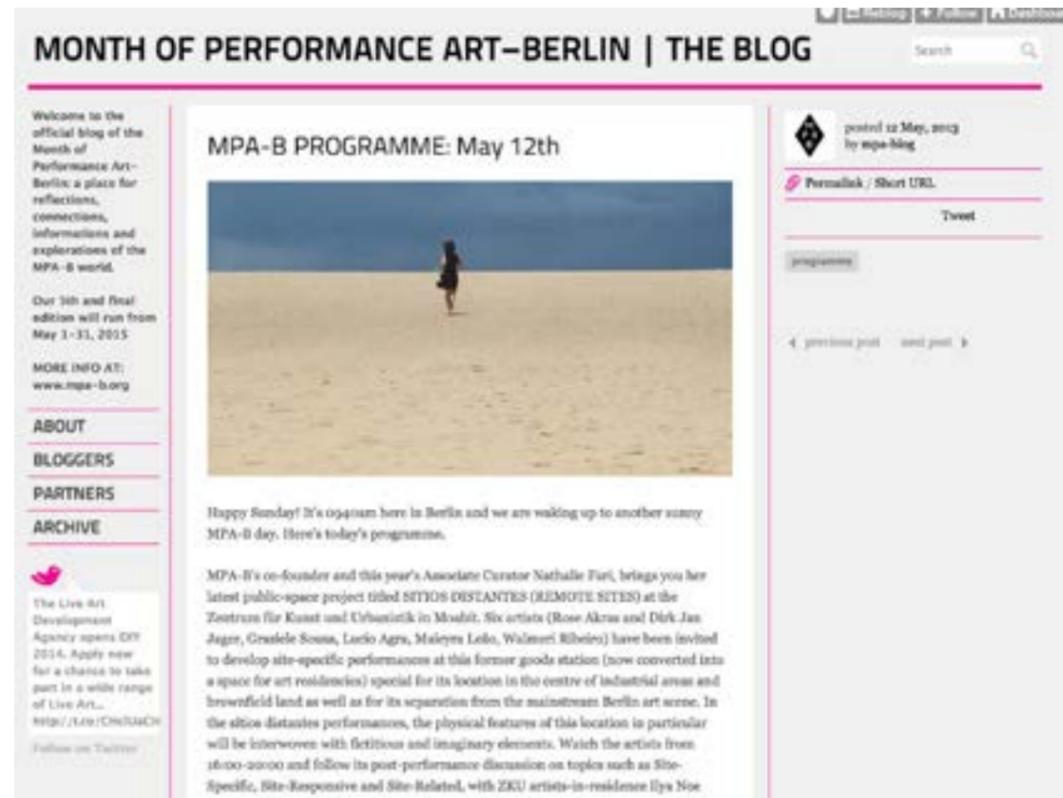 Reblog + Follow Dashboard
MONTH OF PERFORMANCE ART–BERLIN | THE BLOG
Search
Welcome to the
official blog of the
Month of
Performance Art–
Berlin: a place for
reflections,
connections,
informations and
explorations of the
MPA-B world.
Our 5th and final
edition will run from
May 1-31, 2015
MORE INFO AT:
www.mpa-b.org
ABOUT
BLOGGERS
PARTNERS
ARCHIVE
The Live Art
Development
Agency opens DIY
2014. Apply now
for a chance to take
part in a wide range
of Live Art...
Follow on Twitter
MPA-B PROGRAMME: May 12th
Happy Sunday! It's 0940am here in Berlin and we are waking up to another sunny
MPA-B day. Here's today's programme.
MPA-B's co-founder and this year's Associate Curator Nathalie Fari, brings you her
latest public-space project titled SITIOS DISTANTES (REMOTE SITES) at the
Zentrum für Kunst und Urbanistik in Moabit. Six artists (Rose Akras and Dirk Jan
Jager, Grasiele Sousa, Lucio Agra, Maicyra Leão, Walmeri Ribeiro) have been invited
to develop site-specific performances at this former goods station (now converted into
a space for art residencies) special for its location in the centre of industrial areas and
brownfield land as well as for its separation from the mainstream Berlin art scene. In
the sitios distantes performances, the physical features of this location in particular
will be interwoven with fictitious and imaginary elements. Watch the artists from
16:00-20:00 and follow its post-performance discussion on topics such as Site-
Specific, Site-Responsive and Site-Related, with ZKU artists-in-residence Ilya Noe
posted 12 May, 2013
by mpa-blog
Permalink / Short URL
Tweet
programme
previous post next post